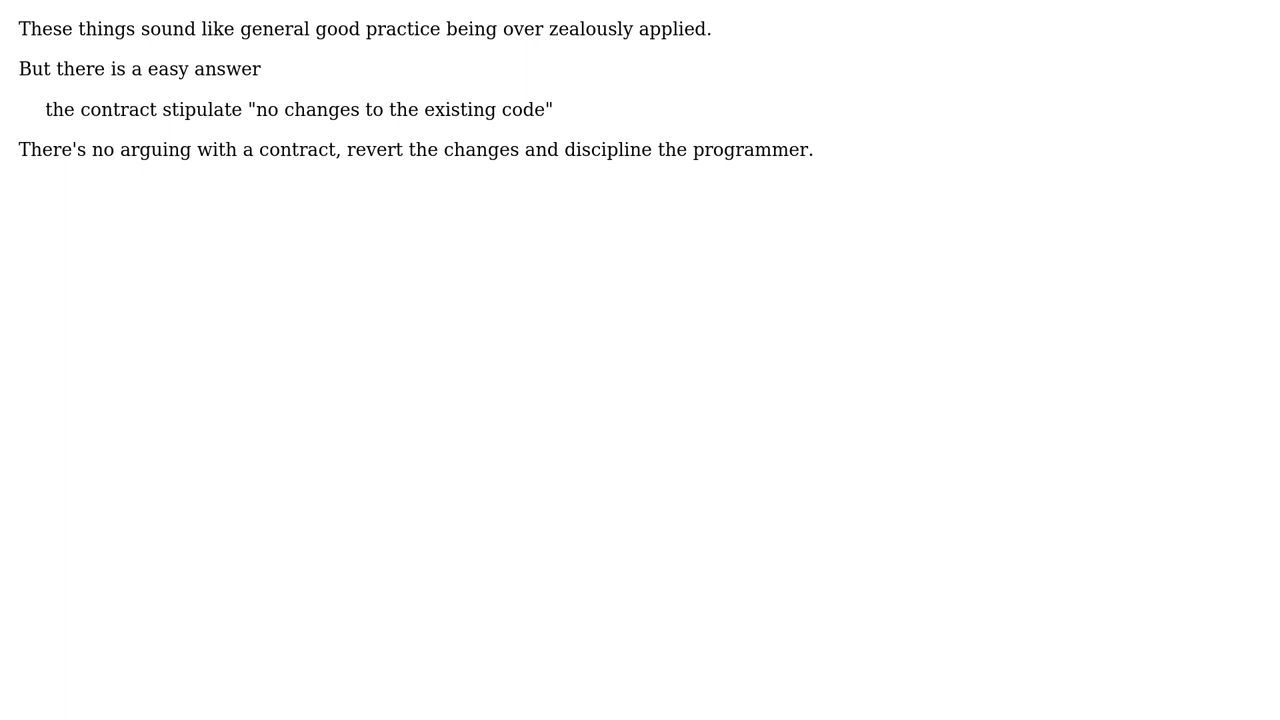 These things sound like general good practice being over zealously applied.
But there is a easy answer
the contract stipulate "no changes to the existing code"
There's no arguing with a contract, revert the changes and discipline the programmer.